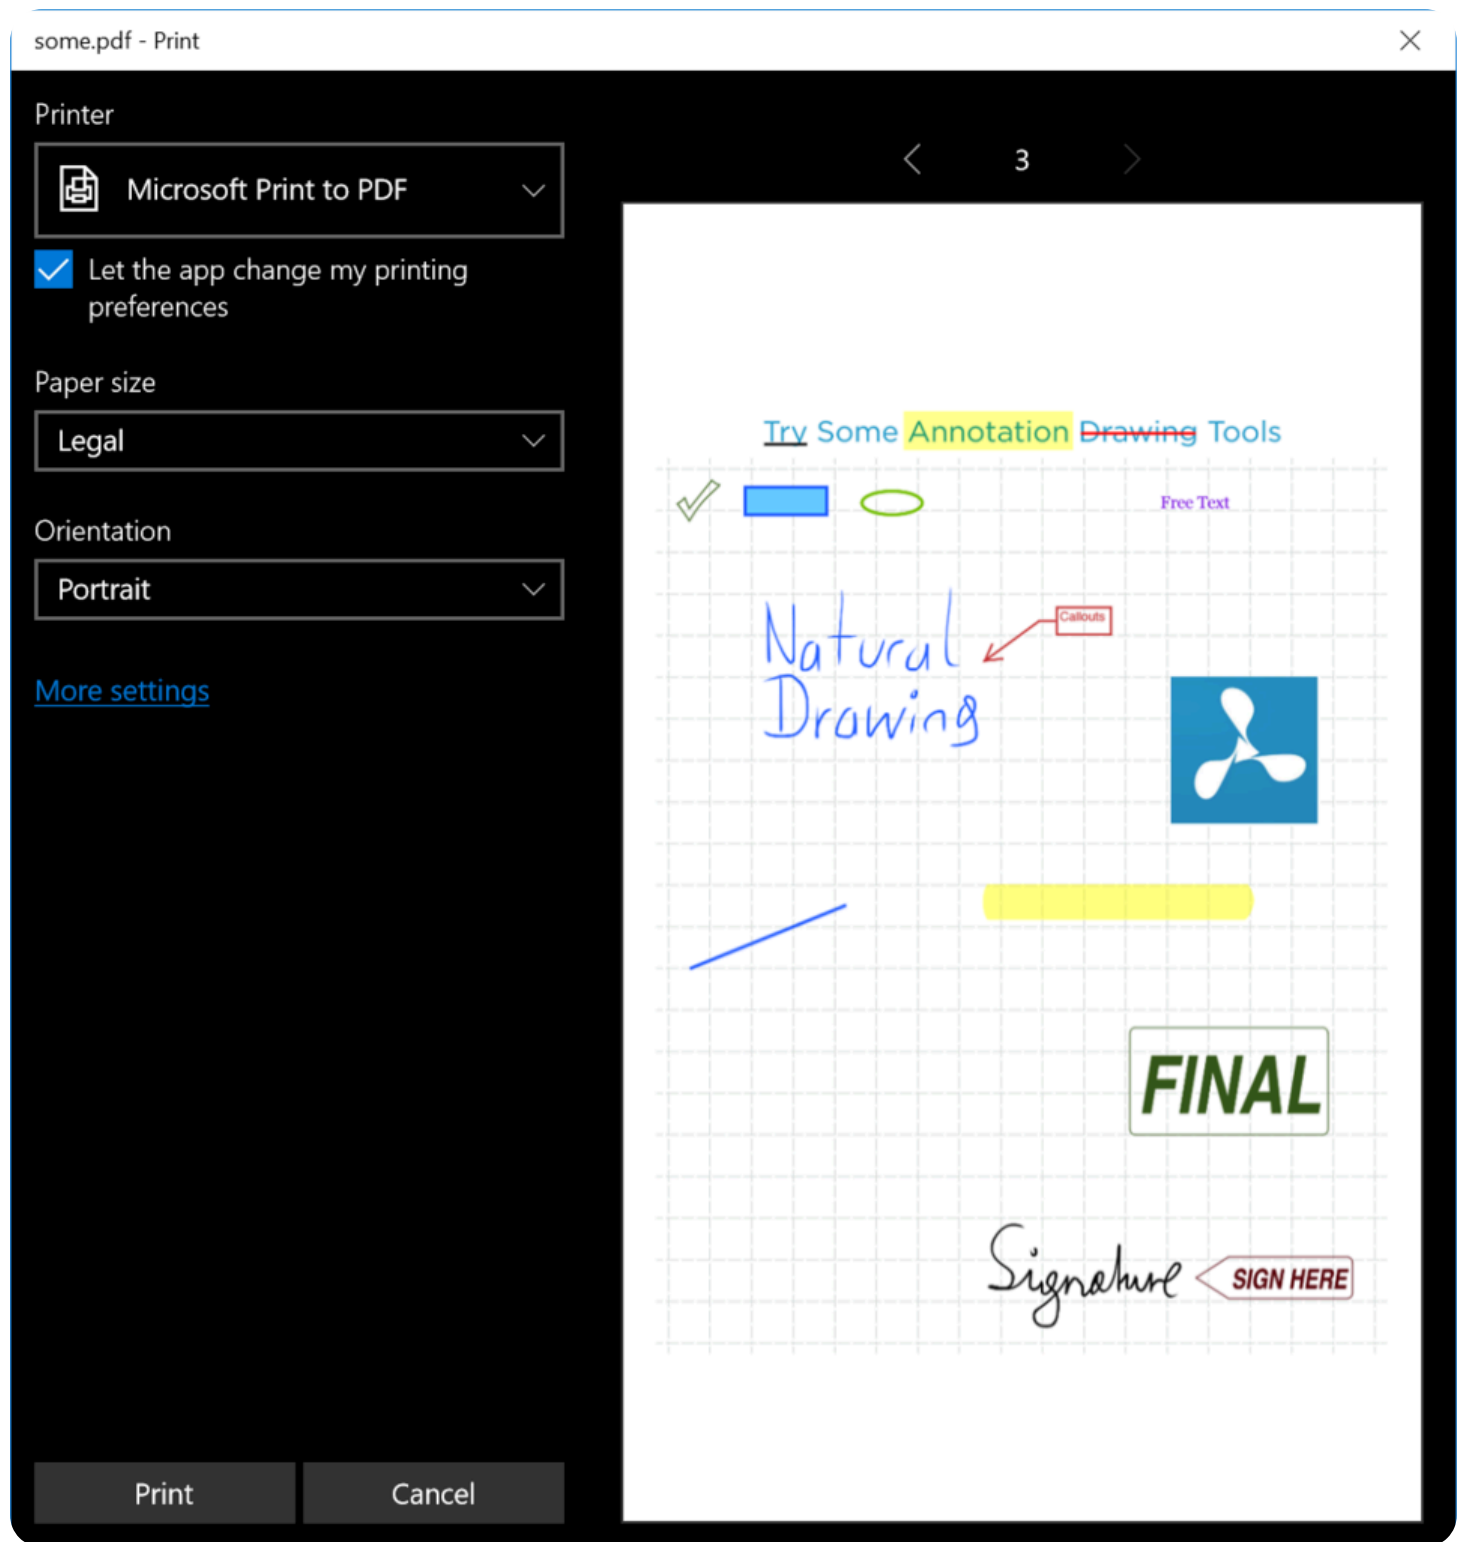 some.pdf - Print
Printer
Microsoft Print to PDF
Let the app change my printing
preferences
Paper size
Legal
Orientation
Portrait
More settings
Print
Cancel
3
Try Some Annotation Drawing Tools
Free Text
Natural
Callouts
Drawing
FINAL
Signature
SIGN HERE